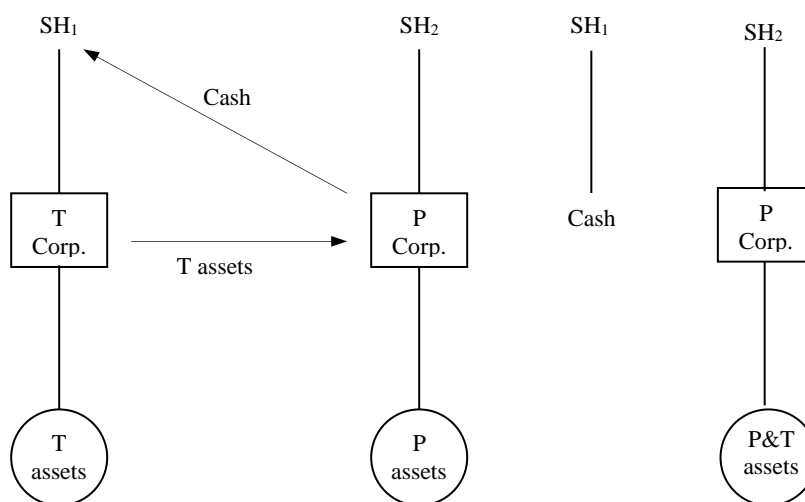 SH₁
SH₂
SH₁
SH₂
Cash
T
Corp.
T assets
P
Corp.
Cash
P
Corp.
T
assets
P
assets
P&T
assets